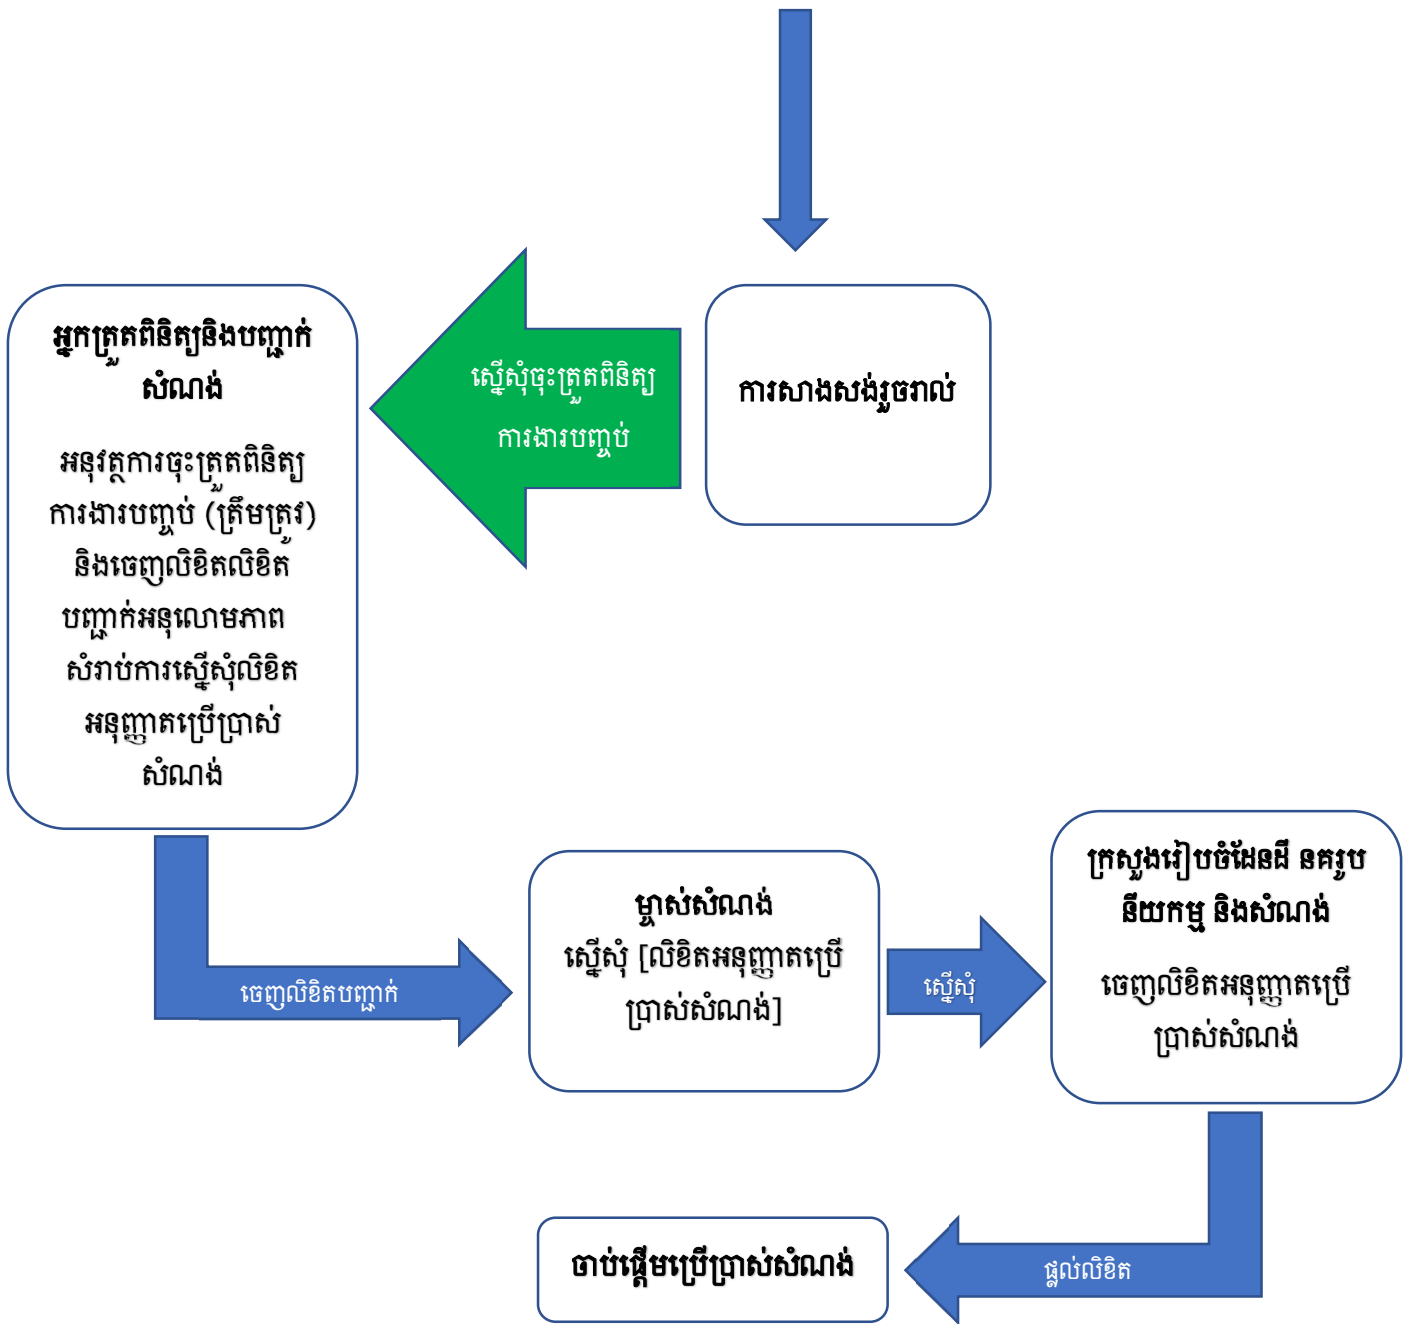 អ្នកត្រួតពិនិត្យនិងបញ្ជាក់
សំណង់
អនុវត្តការចុះត្រួតពិនិត្យ
ការងារបញ្ចប់ (ត្រឹមត្រូវ)
និងចេញលិខិតលិខិត
បញ្ជាក់អនុលោមភាព
សំរាប់ការស្នើសុំលិខិត
អនុញ្ញាតប្រើប្រាស់
សំណង់
ស្នើសុំចុះត្រួតពិនិត្យ
ការងារបញ្ចប់
ការសាងសង់រួចរាល់
ចេញលិខិតបញ្ជាក់
ម្ចាស់សំណង់
ស្នើសុំ [លិខិតអនុញ្ញាតប្រើ
ប្រាស់សំណង់]
ស្នើសុំ
ក្រសួងរៀបចំដែនដី នគរូប
នីយកម្ម និងសំណង់
ចេញលិខិតអនុញ្ញាតប្រើ
ប្រាស់សំណង់
ផ្តល់លិខិត
ចាប់ផ្តើមប្រើប្រាស់សំណង់